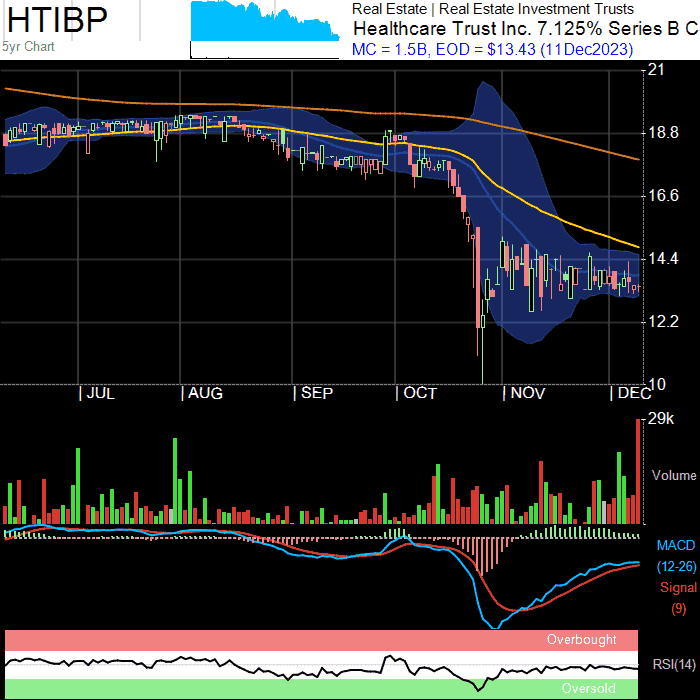 HTIBP
5yr Chart
Real Estate | Real Estate Investment Trusts
Healthcare Trust Inc. 7.125% Series B C
MC = 1.5B, EOD = $13.43 (11Dec2023)
21
18.8
16.6
14.4
12.2
10
JUL
AUG
SEP
OCT
NOV
DEC
29k
Volume
MACD
(12-26)
Signal
(9)
Overbought
RSI(14)
Oversold